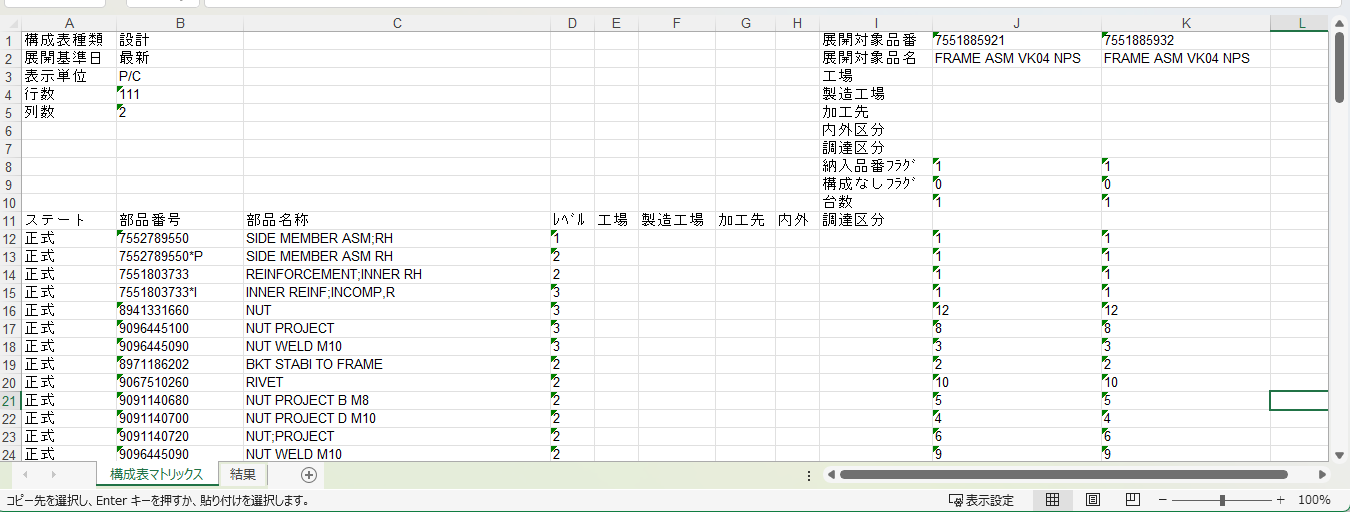 A B C D E F G H I J K L
1 構成表種類 設計 展開対象品番 7551885921 7551885932
2 展開基準日 最新 展開対象品名 FRAME ASM VK04 NPS FRAME ASM VK04 NPS
3 表示単位 P/C 工場
4 行数 111 製造工場
5 列数 2 加工先
6 内外区分
7 調達区分
8 納入品番ﾌﾗｸﾞ 1 1
9 構成なしﾌﾗｸﾞ 0 0
10 台数 1 1
11 ステート 部品番号 部品名称 ﾚﾍﾞﾙ 工場 製造工場 加工先 内外 調達区分
12 正式 7552789550 SIDE MEMBER ASM;RH 1 1 1
13 正式 7552789550*P SIDE MEMBER ASM RH 2 1 1
14 正式 7551803733 REINFORCEMENT;INNER RH 2 1 1
15 正式 7551803733*I INNER REINF;INCOMP,R 3 1 1
16 正式 8941331660 NUT 3 12 12
17 正式 9096445100 NUT PROJECT 3 8 8
18 正式 9096445090 NUT WELD M10 3 3 3
19 正式 8971186202 BKT STABI TO FRAME 2 2 2
20 正式 9067510260 RIVET 2 10 10
21 正式 9091140680 NUT PROJECT B M8 2 5 5
22 正式 9091140700 NUT PROJECT D M10 2 4 4
23 正式 9091140720 NUT;PROJECT 2 6 6
24 正式 9096445090 NUT WELD M10 2 9 9
構成表マトリックス 結果
コピー先を選択し、Enter キーを押すか、貼り付けを選択します。 表示設定 100%